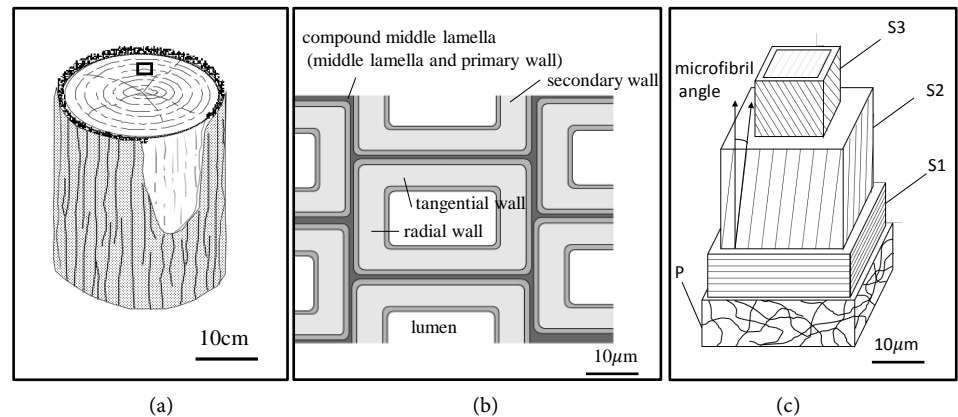 10cm
(a)
compound middle lamella
(middle lamella and primary wall)
secondary wall
tangential wall
radial wall
lumen
10μm
(b)
S3
microfibril
angle
S2
S1
P
10μm
(c)